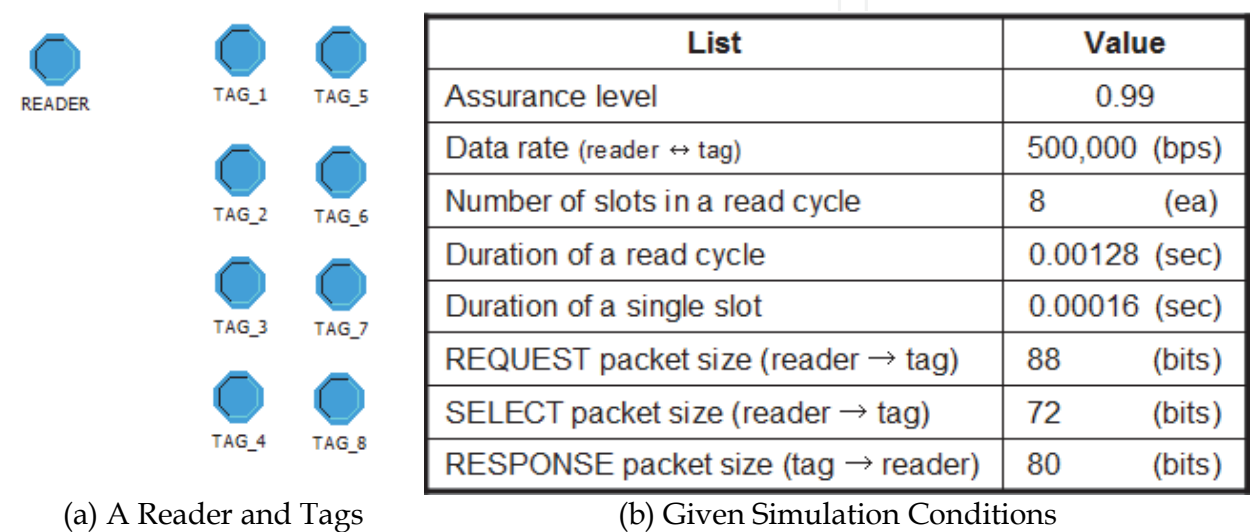 READER
TAG_1 TAG_5
TAG_2 TAG_6
TAG_3 TAG_7
TAG_4 TAG_8
(a) A Reader and Tags
List Value
Assurance level 0.99
Data rate (reader ↔ tag) 500,000 (bps)
Number of slots in a read cycle 8 (ea)
Duration of a read cycle 0.00128 (sec)
Duration of a single slot 0.00016 (sec)
REQUEST packet size (reader → tag) 88 (bits)
SELECT packet size (reader → tag) 72 (bits)
RESPONSE packet size (tag → reader) 80 (bits)
(b) Given Simulation Conditions